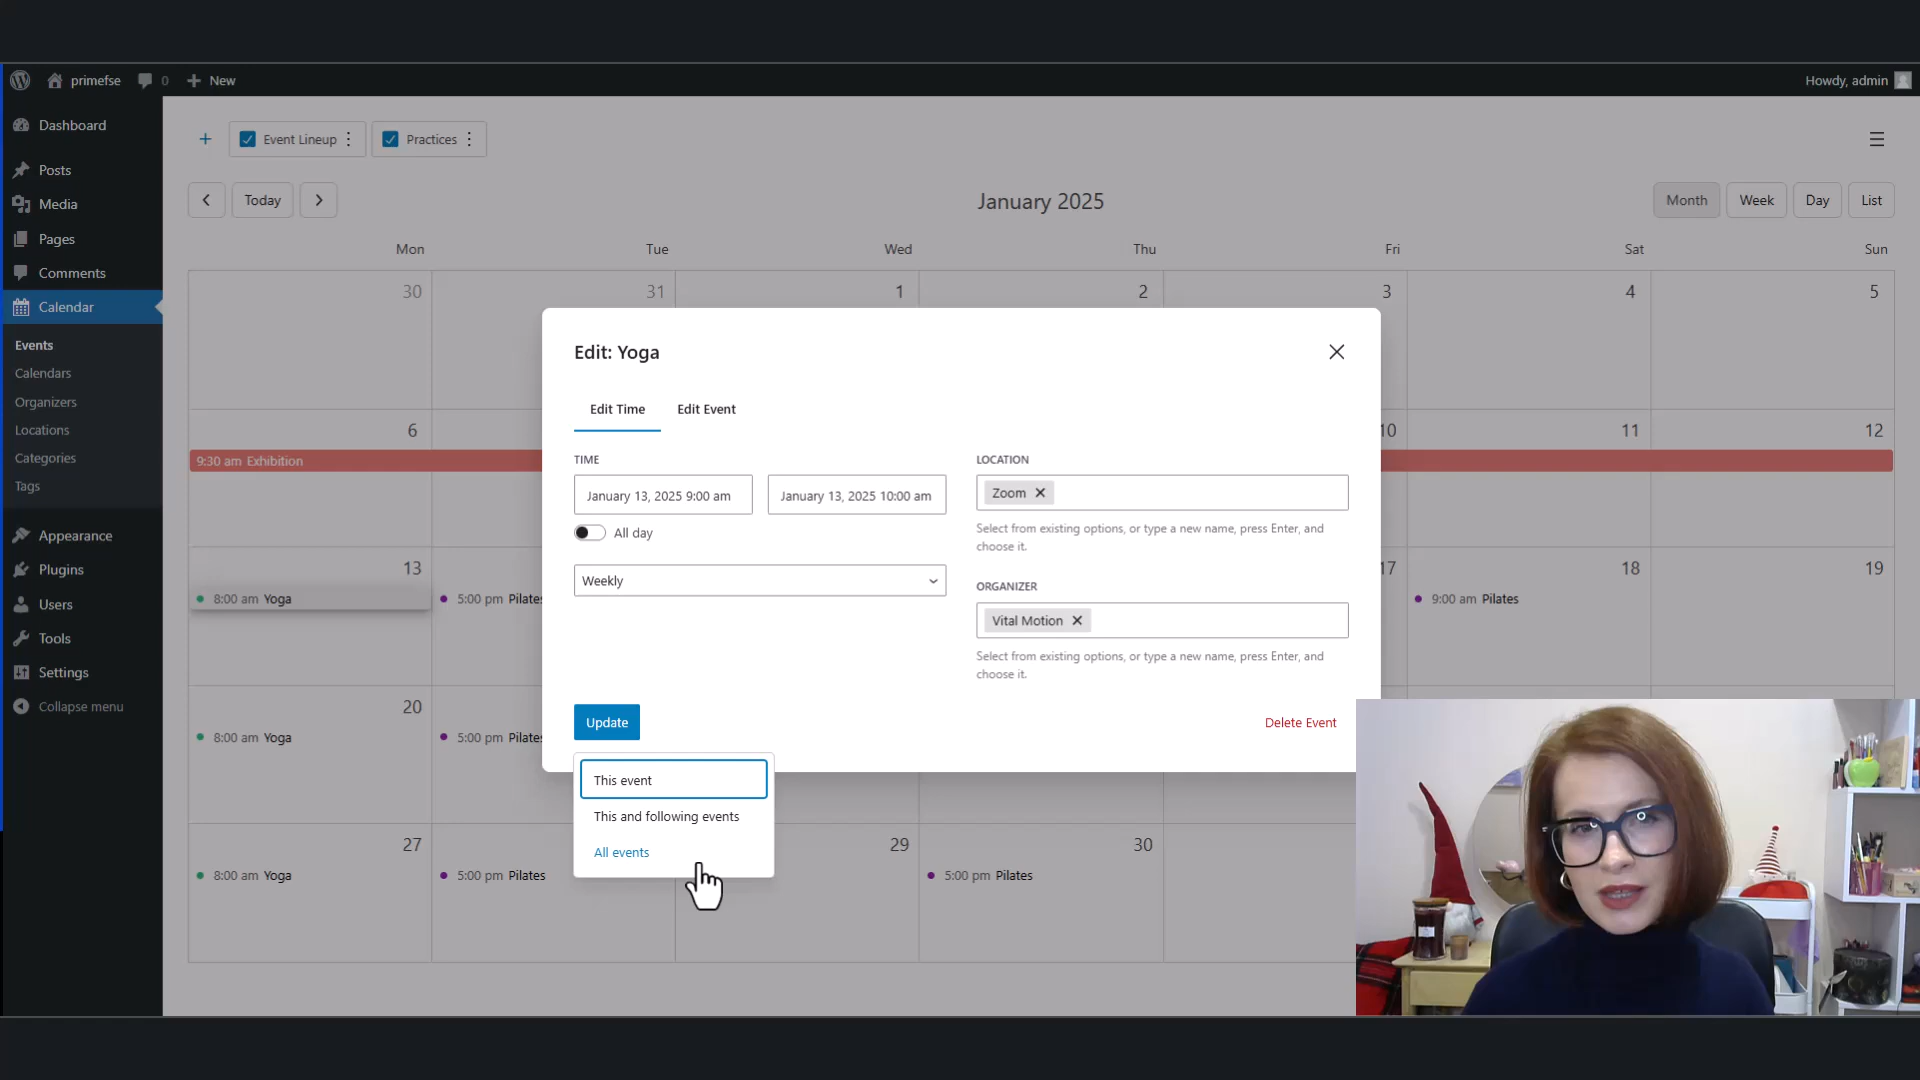 primefse
0
New
Howdy, admin
Dashboard
Posts
Media
Pages
Comments
Calendar
Events
Calendars
Organizers
Locations
Categories
Tags
Appearance
Plugins
Users
Tools
Settings
Collapse menu
+
Event Lineup
Practices
Today
January 2025
Month
Week
Day
List
Mon
Tue
Wed
Thu
Fri
Sat
Sun
30
31
1
2
3
4
5
6
10
11
12
9:30 am Exhibition
13
17
18
19
8:00 am Yoga
5:00 pm Pilates
9:00 am Pilates
20
8:00 am Yoga
5:00 pm Pilates
27
29
30
8:00 am Yoga
5:00 pm Pilates
5:00 pm Pilates
Edit: Yoga
Edit Time
Edit Event
TIME
January 13, 2025 9:00 am
January 13, 2025 10:00 am
All day
Weekly
LOCATION
Zoom
Select from existing options, or type a new name, press Enter, and
choose it.
ORGANIZER
Vital Motion
Select from existing options, or type a new name, press Enter, and
choose it.
Update
Delete Event
This event
This and following events
All events